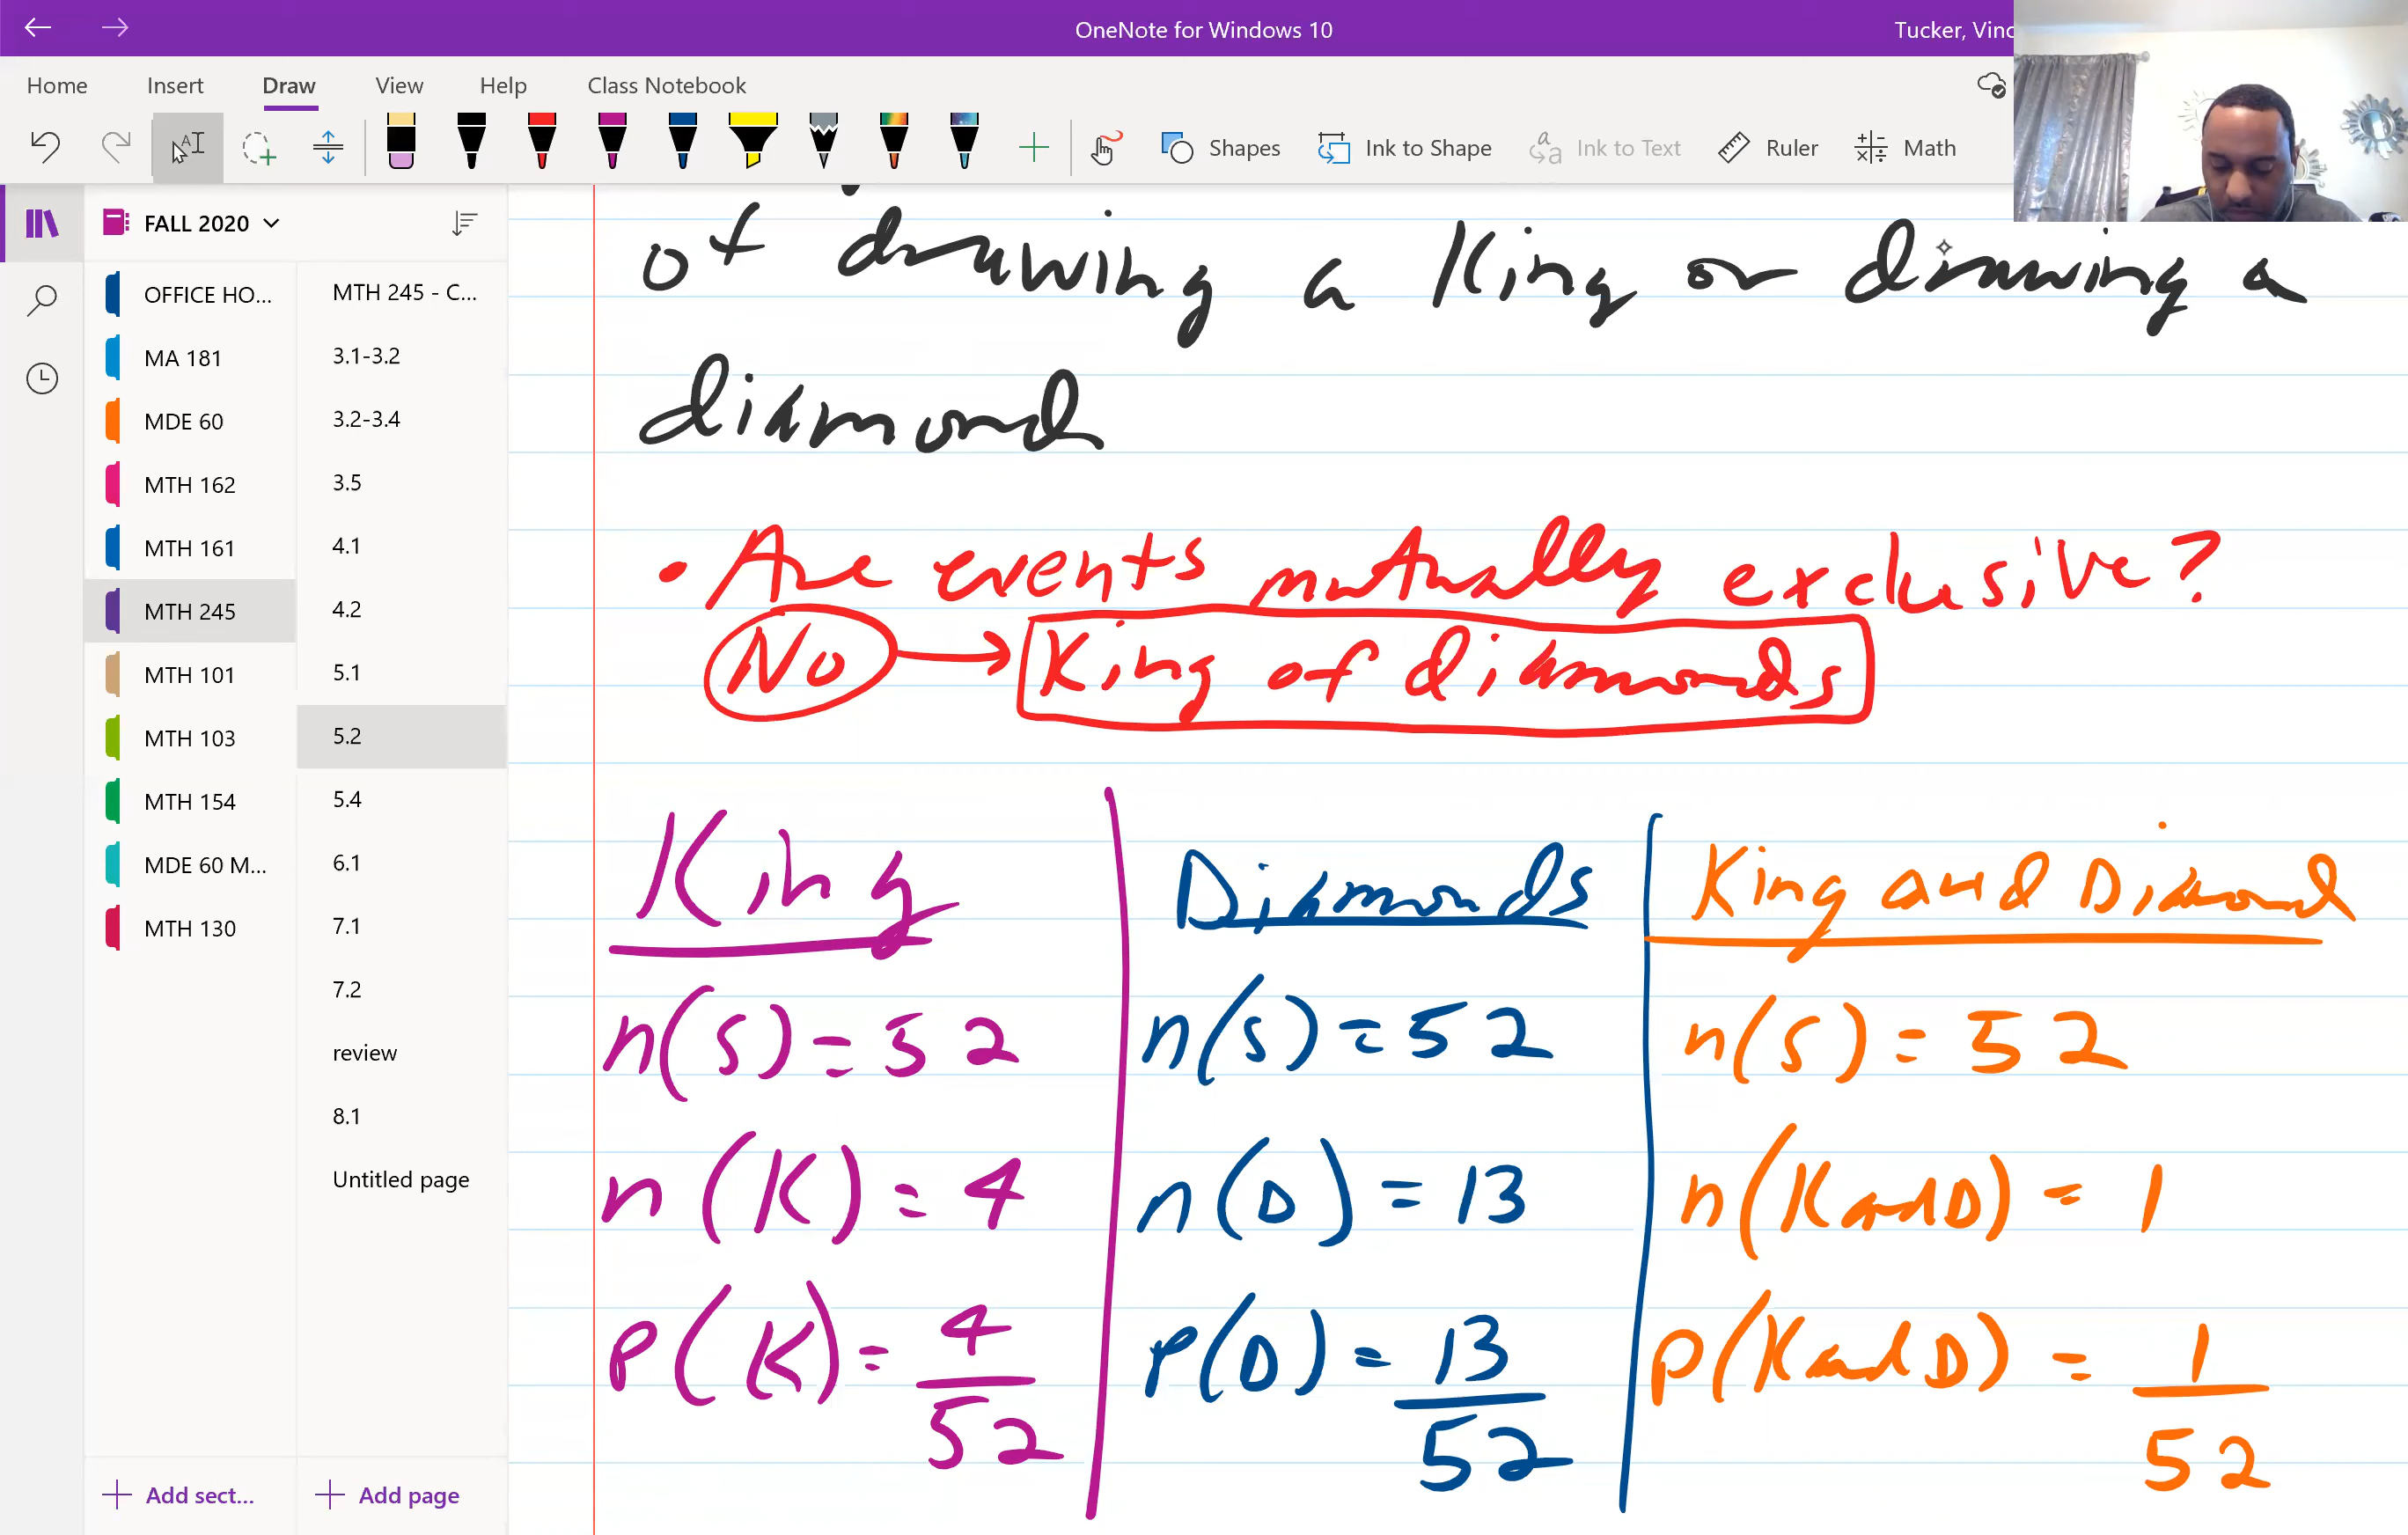 OneNote for Windows 10
Tucker, Vinc
Home Insert Draw View Help Class Notebook
Shapes Ink to Shape Ink to Text Ruler Math
FALL 2020
OFFICE HO...
MA 181
MDE 60
MTH 162
MTH 161
MTH 245
MTH 101
MTH 103
MTH 154
MDE 60 M...
MTH 130
Add sect...
MTH 245 - C...
3.1-3.2
3.2-3.4
3.5
4.1
4.2
5.1
5.2
5.4
6.1
7.1
7.2
review
8.1
Untitled page
Add page
of drawing a King or drawing a
diamond
• Are events mutually exclusive?
No → King of diamonds
King
n(S) = 52
n(K) = 4
P(K) = 4/52
Diamonds
n(S) = 52
n(D) = 13
P(D) = 13/52
King and Diamond
n(S) = 52
n(K and D) = 1
P(K and D) = 1/52